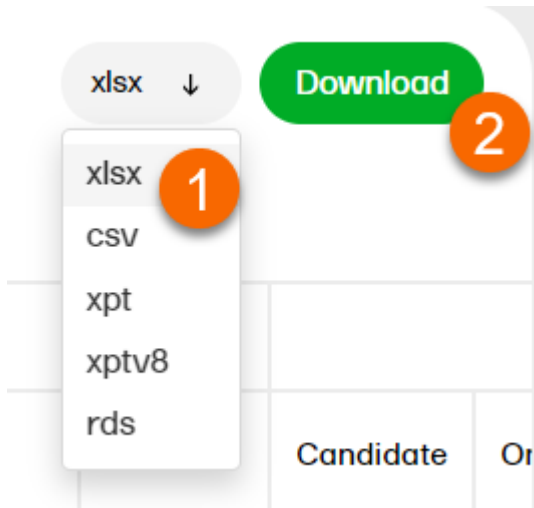 xlsx ↓ Download
2
xlsx 1
csv
xpt
xptv8
rds
Candidate